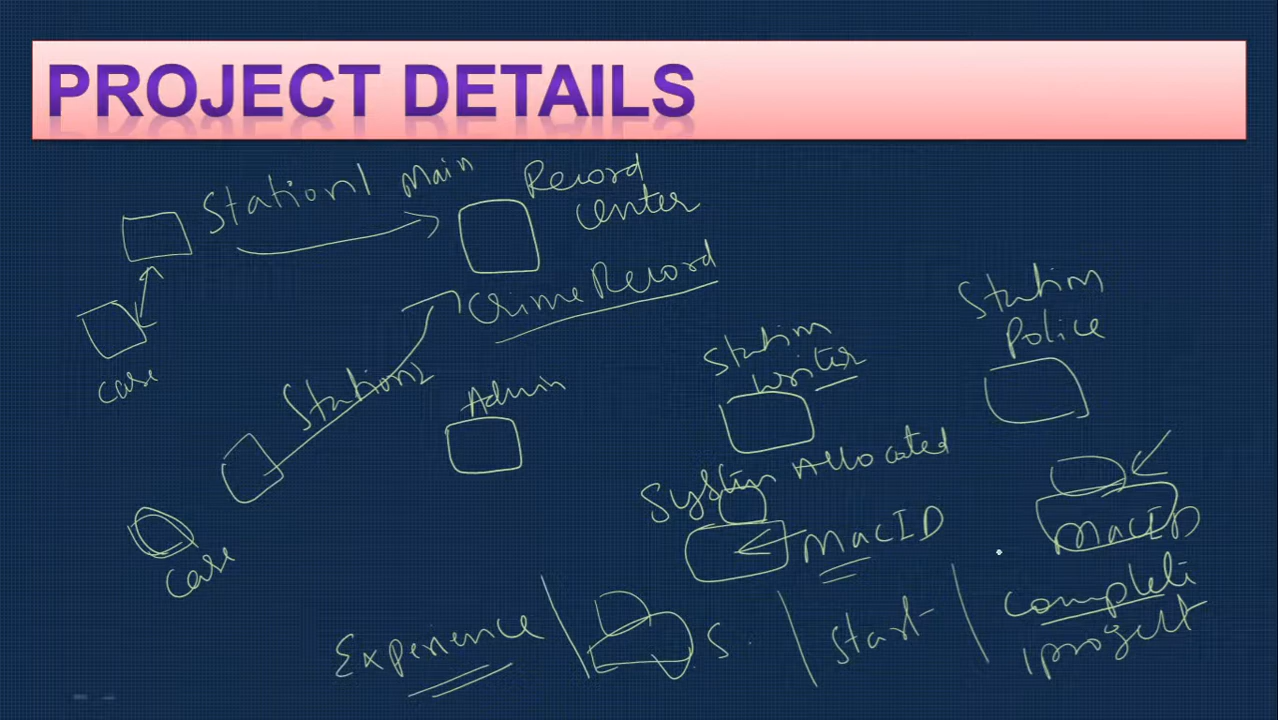 PROJECT DETAILS
Station1 Main
Record
Center
Crime Record
case
Station2
Admin
Station
Writer
Station
Police
case
System Allocated
MacID
MacID
Experience
S.
Start
complete
project